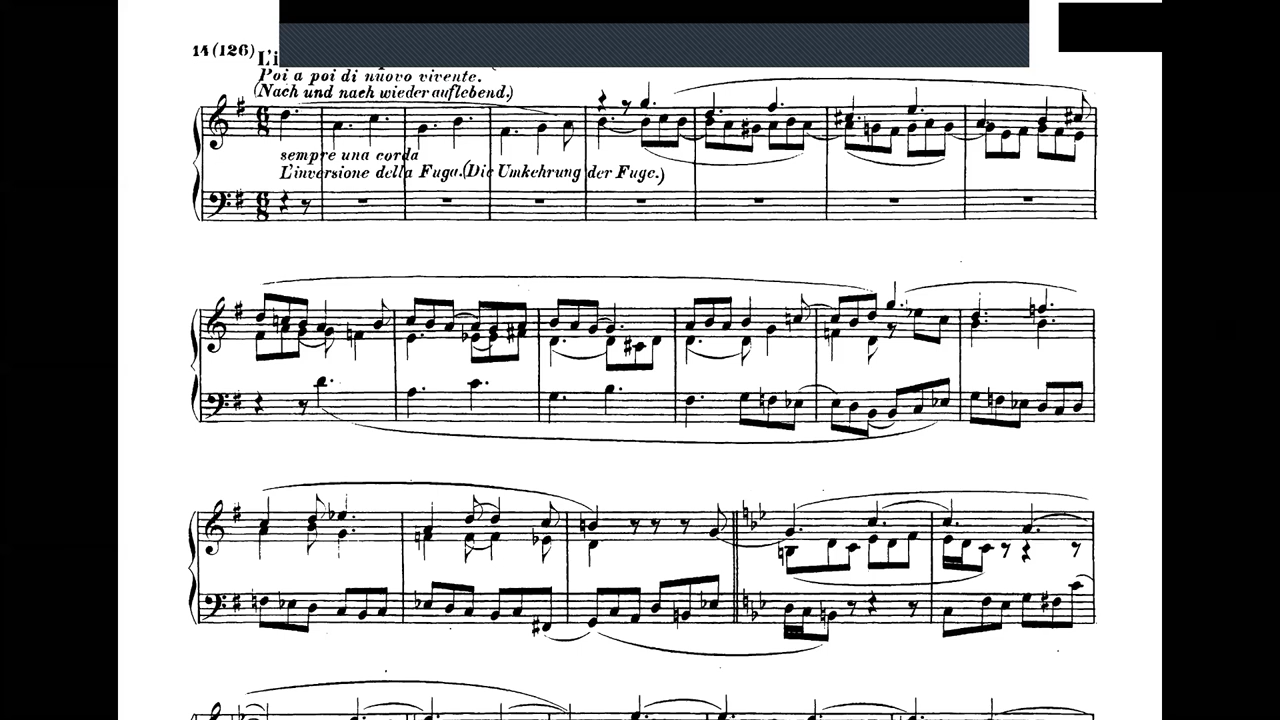 14(126)
Poi a poi di nuovo vivente.
(Nach und nach wieder auflebend.)
sempre una corda
L'inversione della Fuga.(Die Umkehrung der Fuge.)